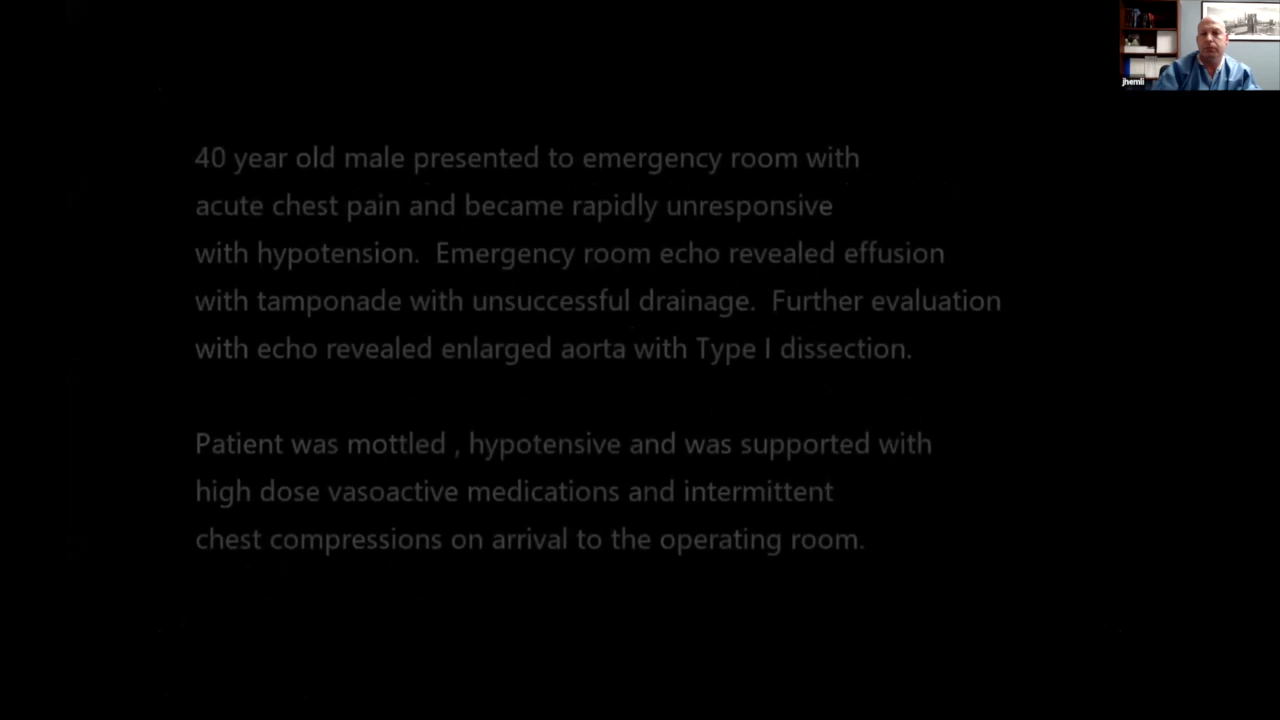 jhemli
40 year old male presented to emergency room with
acute chest pain and became rapidly unresponsive
with hypotension.  Emergency room echo revealed effusion
with tamponade with unsuccessful drainage.  Further evaluation
with echo revealed enlarged aorta with Type I dissection.
Patient was mottled , hypotensive and was supported with
high dose vasoactive medications and intermittent
chest compressions on arrival to the operating room.